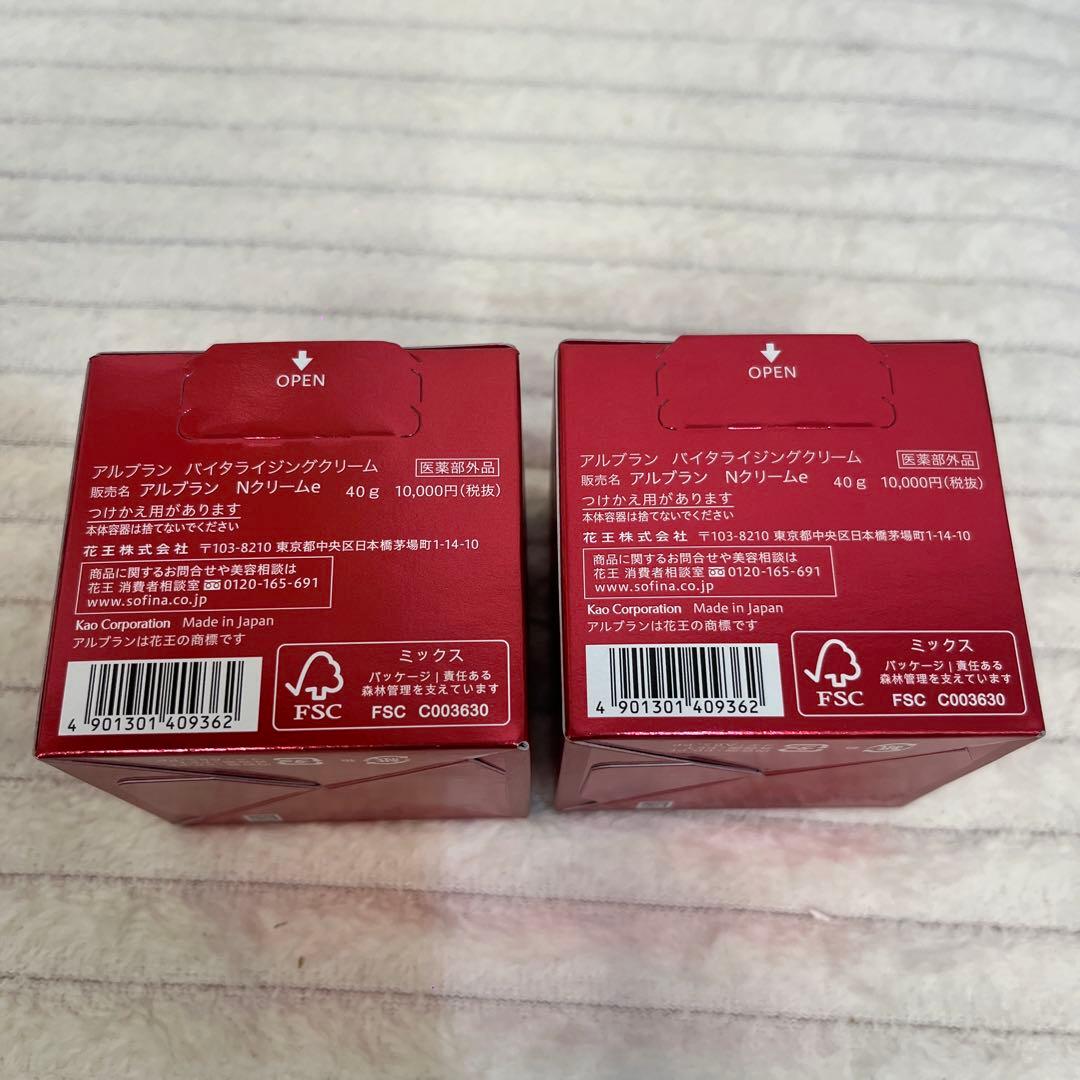 OPEN
アルブラン バイタライジングクリーム 医薬部外品
販売名 アルブラン Nクリームe 40g 10,000円(税抜)
つけかえ用があります
本体容器は捨てないでください
花王株式会社 〒103-8210 東京都中央区日本橋茅場町1-14-10
商品に関するお問合せや美容相談は
花王 消費者相談室 0120-165-691
www.sofina.co.jp
Kao Corporation Made in Japan
アルブランは花王の商標です
4 901301 409362
FSC
ミックス
パッケージ | 責任ある
森林管理を支えています
FSC C003630
OPEN
アルブラン バイタライジングクリーム 医薬部外品
販売名 アルブラン Nクリームe 40g 10,000円(税抜)
つけかえ用があります
本体容器は捨てないでください
花王株式会社 〒103-8210 東京都中央区日本橋茅場町1-14-10
商品に関するお問合せや美容相談は
花王 消費者相談室 0120-165-691
www.sofina.co.jp
Kao Corporation Made in Japan
アルブランは花王の商標です
4 901301 409362
FSC
ミックス
パッケージ | 責任ある
森林管理を支えています
FSC C003630